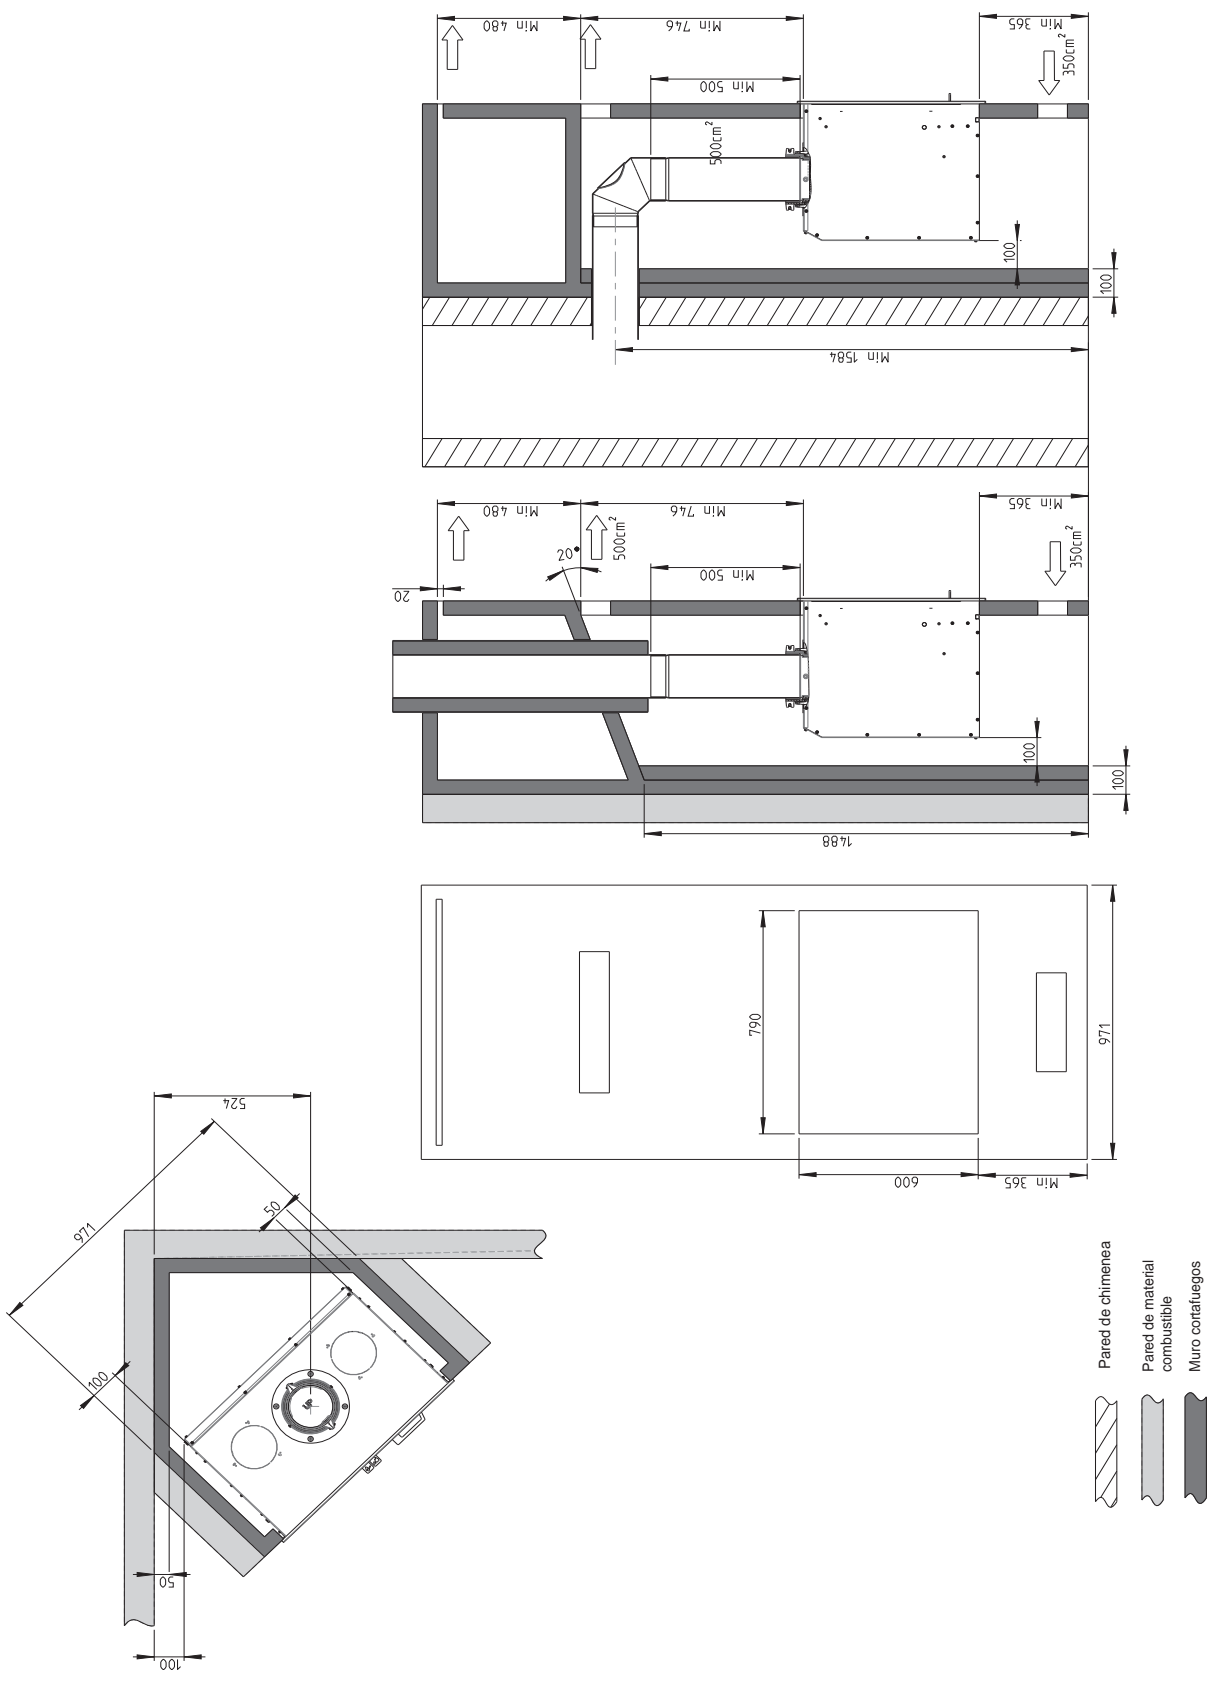 Min 480
Min 746
Min 365
350cm²
Min 500
500cm²
100
100
Min 1584
Min 480
Min 746
Min 365
500cm²
350cm²
20°
20
Min 500
100
100
1488
790
971
600
Min 365
524
971
50
100
50
100
UP
Pared de chimenea
Pared de material
combustible
Muro cortafuegos